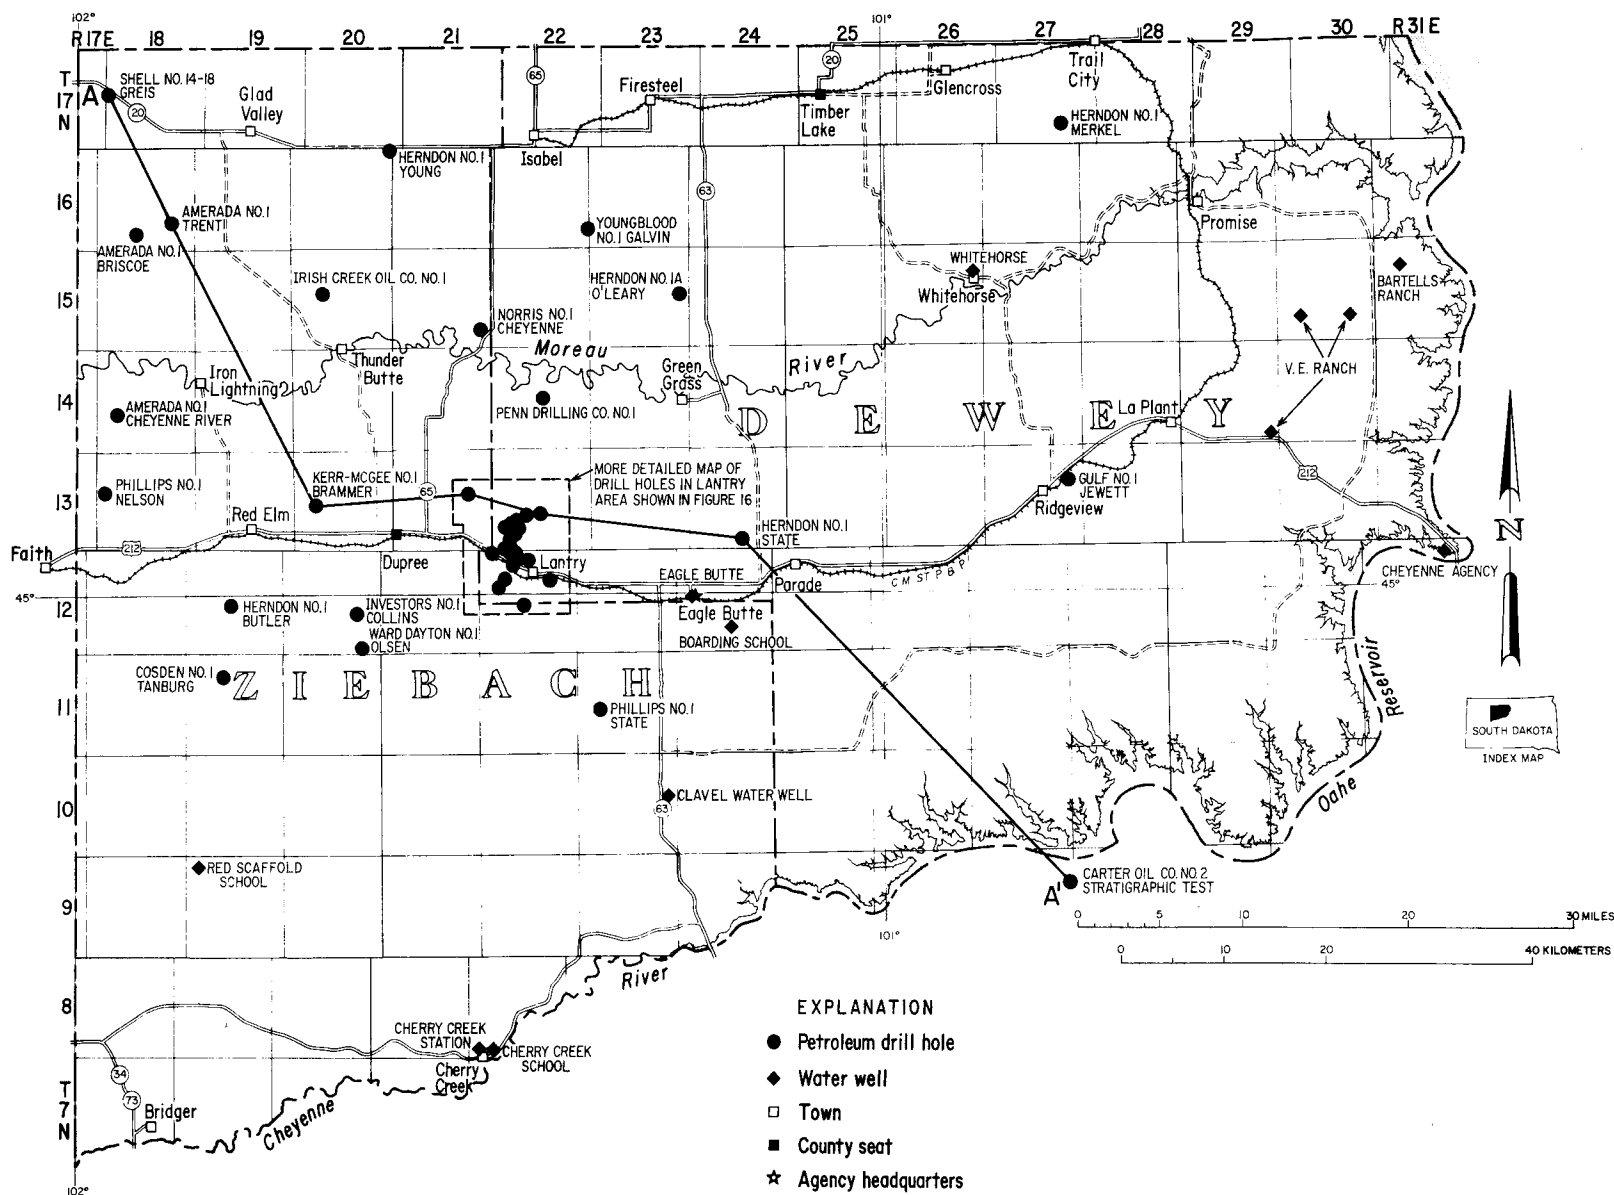 102°
101°
R 17 E 18 19 20 21 22 23 24 25 26 27 28 29 30 R 31 E
T
17
N
A
SHELL NO. 14-18
GREIS
20
Glad
Valley
65
Firesteel
20
Timber
Lake
Glencross
Trail
City
HERNDON NO. 1
MERKEL
Isabel
HERNDON NO. 1
YOUNG
63
16
AMERADA NO. 1
TRENT
AMERADA NO. 1
BRISCOE
YOUNGBLOOD
NO. 1 GALVIN
Promise
WHITEHORSE
Whitehorse
BARTELLS
RANCH
15
IRISH CREEK OIL CO. NO. 1
HERNDON NO. 1A
O'LEARY
NORRIS NO. 1
CHEYENNE
Moreau
River
V. E. RANCH
Thunder
Butte
Iron
Lightning
Green
Grass
14
AMERADA NO. 1
CHEYENNE RIVER
PENN DRILLING CO. NO. 1
D E W E Y
La Plant
212
13
PHILLIPS NO. 1
NELSON
KERR-McGEE NO. 1
BRAMMER
65
MORE DETAILED MAP OF
DRILL HOLES IN LANTRY
AREA SHOWN IN FIGURE 16
GULF NO. 1
JEWETT
Ridgeview
N
Red Elm
HERNDON NO. 1
STATE
Faith
212
Dupree
Lantry
EAGLE BUTTE
Parade
C M ST P & P
CHEYENNE AGENCY
45°
45°
12
HERNDON NO. 1
BUTLER
INVESTORS NO. 1
COLLINS
WARD DAYTON NO. 1
OLSEN
Eagle Butte
BOARDING SCHOOL
COSDEN NO. 1
TANBURG
Z I E B A C H
11
PHILLIPS NO. 1
STATE
Reservoir
SOUTH DAKOTA
INDEX MAP
10
CLAVEL WATER WELL
63
Oahe
RED SCAFFOLD
SCHOOL
9
A'
CARTER OIL CO. NO. 2
STRATIGRAPHIC TEST
0 5 10 20 30 MILES
101°
0 10 20 40 KILOMETERS
River
8
EXPLANATION
CHERRY CREEK
STATION
CHERRY CREEK
SCHOOL
Cherry
Creek
Petroleum drill hole
34
73
T
7
N
Bridger
Cheyenne
Water well
Town
County seat
Agency headquarters
102°